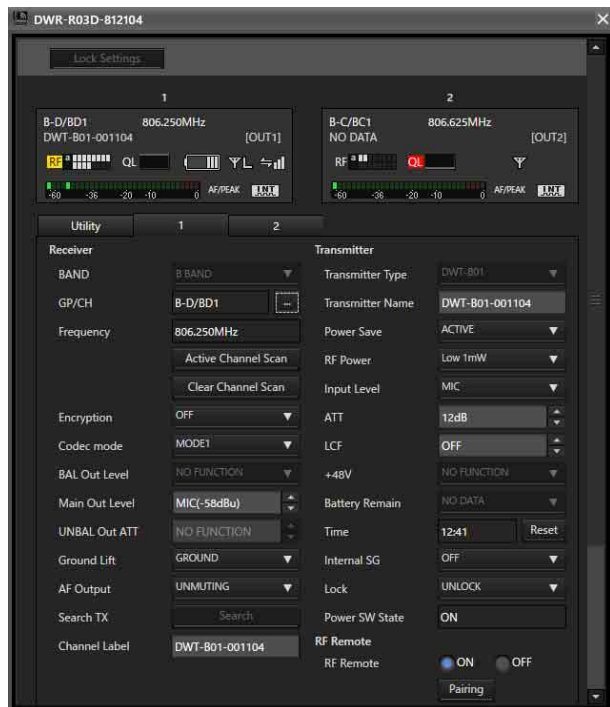 DWR-R03D-812104
Lock Settings
1
B-D/BD1 806.250MHz
DWT-B01-001104 [OUT1]
RF a QL
-60 -36 -20 -10 0 AF/PEAK INT
2
B-C/BC1 806.625MHz
NO DATA [OUT2]
RF a QL
-60 -36 -20 -10 0 AF/PEAK INT
Utility 1 2
Receiver
BAND B BAND
GP/CH B-D/BD1 ...
Frequency 806.250MHz
Active Channel Scan
Clear Channel Scan
Encryption OFF
Codec mode MODE1
BAL Out Level NO FUNCTION
Main Out Level MIC(-58dBu)
UNBAL Out ATT NO FUNCTION
Ground Lift GROUND
AF Output UNMUTING
Search TX Search
Channel Label DWT-B01-001104
Transmitter
Transmitter Type DWT-B01
Transmitter Name DWT-B01-001104
Power Save ACTIVE
RF Power Low 1mW
Input Level MIC
ATT 12dB
LCF OFF
+48V NO FUNCTION
Battery Remain NO DATA
Time 12:41 Reset
Internal SG OFF
Lock UNLOCK
Power SW State ON
RF Remote
RF Remote ON OFF
Pairing